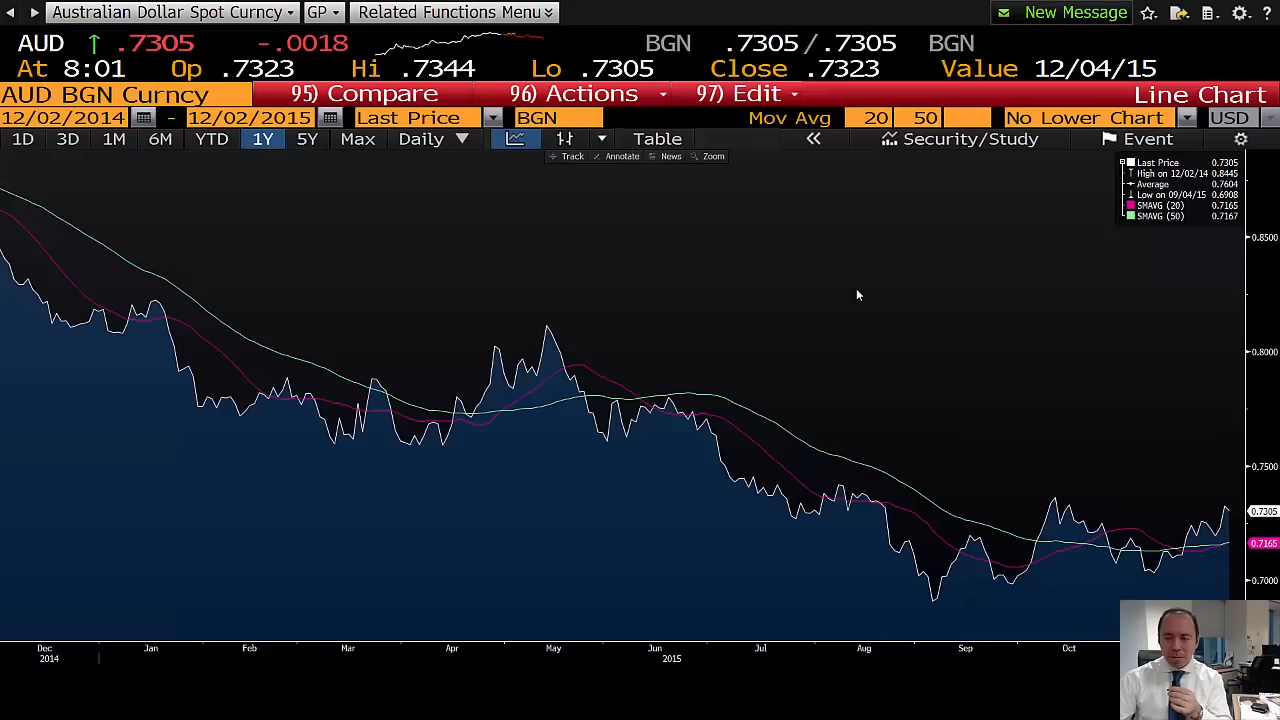 Australian Dollar Spot Curncy GP Related Functions Menu New Message ?
AUD .7305 -.0018 BGN .7305/.7305 BGN
At 8:01 Op .7323 Hi .7344 Lo .7305 Close .7323 Value 12/04/15
AUD BGN Curncy 95) Compare 96) Actions 97) Edit Line Chart
12/02/2014 - 12/02/2015 Last Price BGN Mov Avg 20 50 No Lower Chart USD
1D 3D 1M 6M YTD 1Y 5Y Max Daily Table Security/Study Event
Track Annotate News Zoom
Last Price 0.7305
High on 12/02/14 0.8445
Average 0.7604
Low on 09/04/15 0.6908
SMAVG (20) 0.7165
SMAVG (50) 0.7167
0.8500
0.8000
0.7500
0.7305
0.7165
0.7000
Dec Jan Feb Mar Apr May Jun Jul Aug Sep Oct
2014 2015